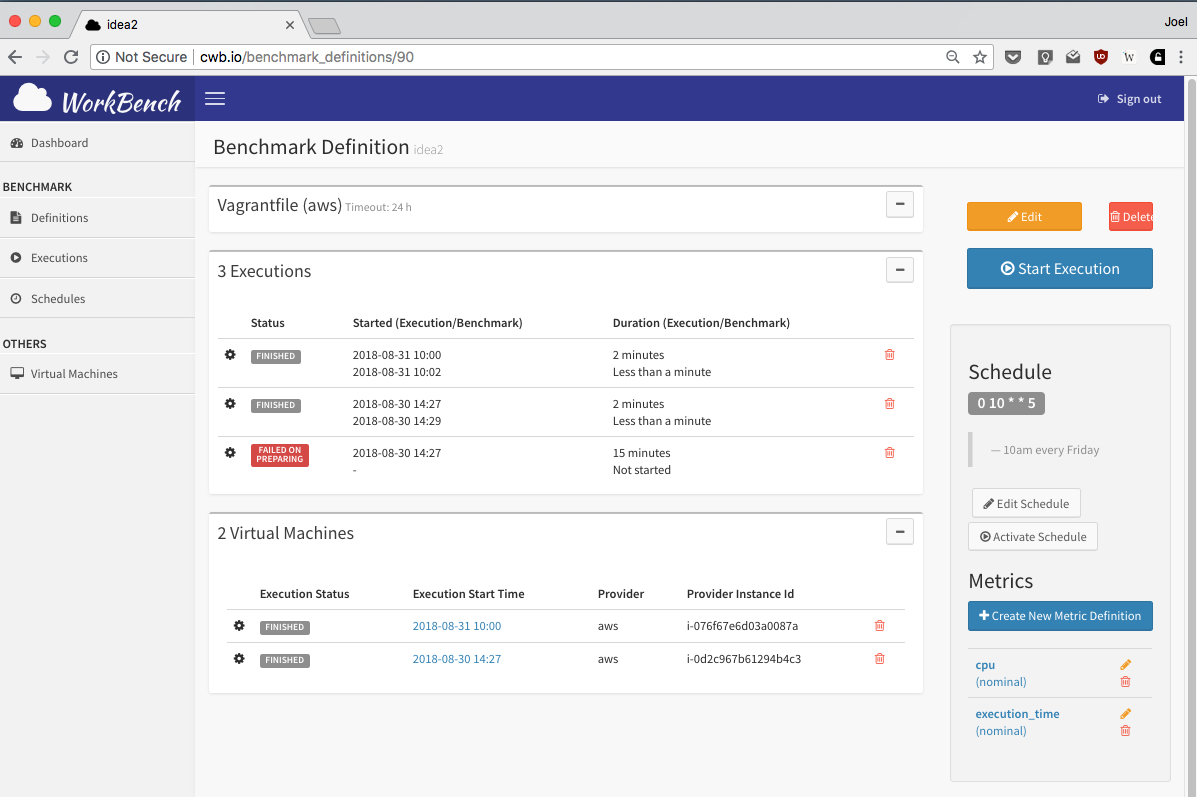 idea2
Joel
Not Secure cwb.io/benchmark_definitions/90
W
WorkBench
Sign out
Dashboard
BENCHMARK
Definitions
Executions
Schedules
OTHERS
Virtual Machines
Benchmark Definition idea2
Vagrantfile (aws) Timeout: 24 h
3 Executions
Status Started (Execution/Benchmark) Duration (Execution/Benchmark)
FINISHED 2018-08-31 10:00 2 minutes
2018-08-31 10:02 Less than a minute
FINISHED 2018-08-30 14:27 2 minutes
2018-08-30 14:29 Less than a minute
FAILED ON PREPARING 2018-08-30 14:27 15 minutes
- Not started
2 Virtual Machines
Execution Status Execution Start Time Provider Provider Instance Id
FINISHED 2018-08-31 10:00 aws i-076f67e6d03a0087a
FINISHED 2018-08-30 14:27 aws i-0d2c967b61294b4c3
Edit Delete
Start Execution
Schedule
0 10 * * 5
— 10am every Friday
Edit Schedule
Activate Schedule
Metrics
Create New Metric Definition
cpu
(nominal)
execution_time
(nominal)